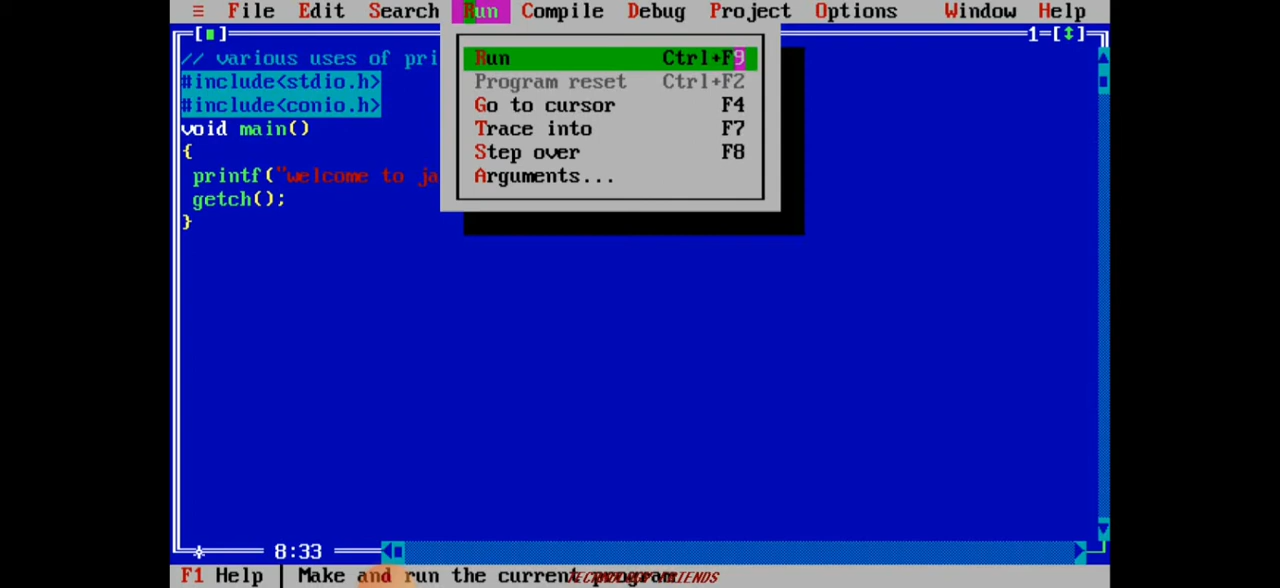 ≡ File Edit Search Run Compile Debug Project Options Window Help
1
// various uses of pri
#include<stdio.h>
#include<conio.h>
void main()
{
printf("welcome to ja
getch();
}
Run Ctrl+F9
Program reset Ctrl+F2
Go to cursor F4
Trace into F7
Step over F8
Arguments...
8:33
F1 Help | Make and run the current program
FRIENDS